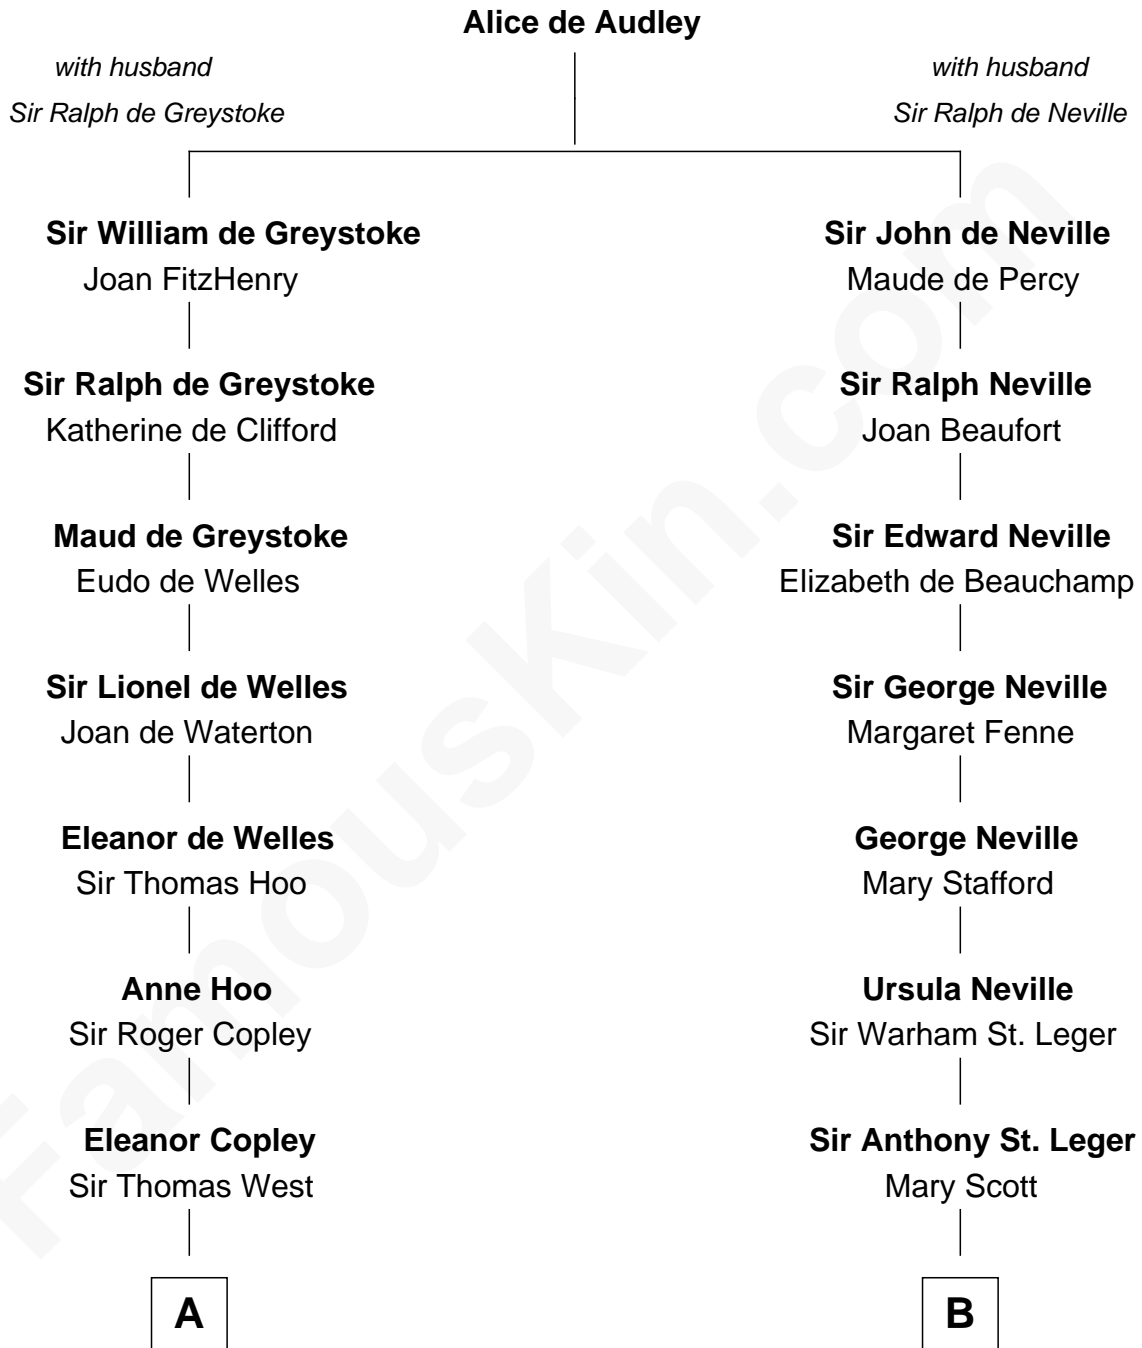 Alice de Audley
with husband
Sir Ralph de Greystoke
with husband
Sir Ralph de Neville
Sir William de Greystoke
Joan FitzHenry
Sir Ralph de Greystoke
Katherine de Clifford
Maud de Greystoke
Eudo de Welles
Sir Lionel de Welles
Joan de Waterton
Eleanor de Welles
Sir Thomas Hoo
Anne Hoo
Sir Roger Copley
Eleanor Copley
Sir Thomas West
A
Sir John de Neville
Maude de Percy
Sir Ralph Neville
Joan Beaufort
Sir Edward Neville
Elizabeth de Beauchamp
Sir George Neville
Margaret Fenne
George Neville
Mary Stafford
Ursula Neville
Sir Warham St. Leger
Sir Anthony St. Leger
Mary Scott
B
FamousKin.com